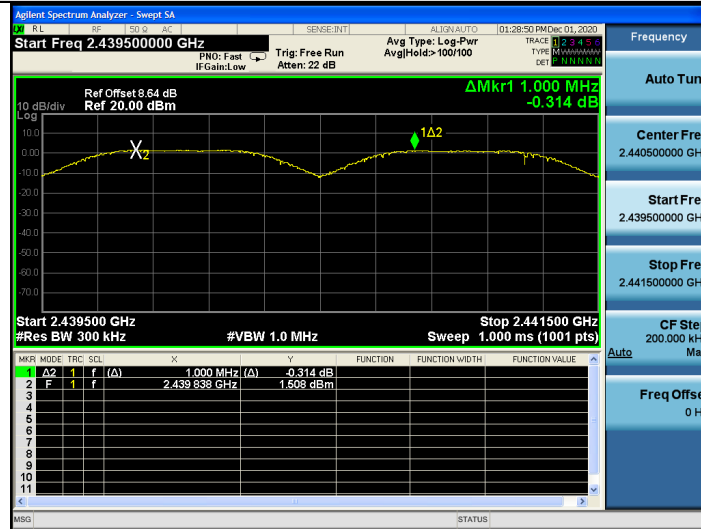 Agilent Spectrum Analyzer - Swept SA
LXI RL RF 50 Ω AC SENSE:INT ALIGN AUTO 01:28:50 PM Dec 01, 2020
Start Freq 2.439500000 GHz
PNO: Fast
IFGain:Low
Trig: Free Run
Atten: 22 dB
Avg Type: Log-Pwr
Avg|Hold:>100/100
TRACE 1 2 3 4 5 6
TYPE M
DET P N N N N N
Frequency
Auto Tun
Center Fre
2.440500000 GH
Start Fre
2.439500000 GH
Stop Fre
2.441500000 GH
CF Ste
200.000 kH
Auto Ma
Freq Offse
0 H
Ref Offset 8.64 dB
Ref 20.00 dBm
10 dB/div
Log
ΔMkr1 1.000 MHz
-0.314 dB
10.0
0.00
-10.0
-20.0
-30.0
-40.0
-50.0
-60.0
-70.0
X2
1Δ2
Start 2.439500 GHz Stop 2.441500 GHz
#Res BW 300 kHz #VBW 1.0 MHz Sweep 1.000 ms (1001 pts)
MKR MODE TRC SCL X Y FUNCTION FUNCTION WIDTH FUNCTION VALUE
1 Δ2 1 f (Δ) 1.000 MHz (Δ) -0.314 dB
2 F 1 f 2.439 838 GHz 1.508 dBm
3
4
5
6
7
8
9
10
11
MSG STATUS